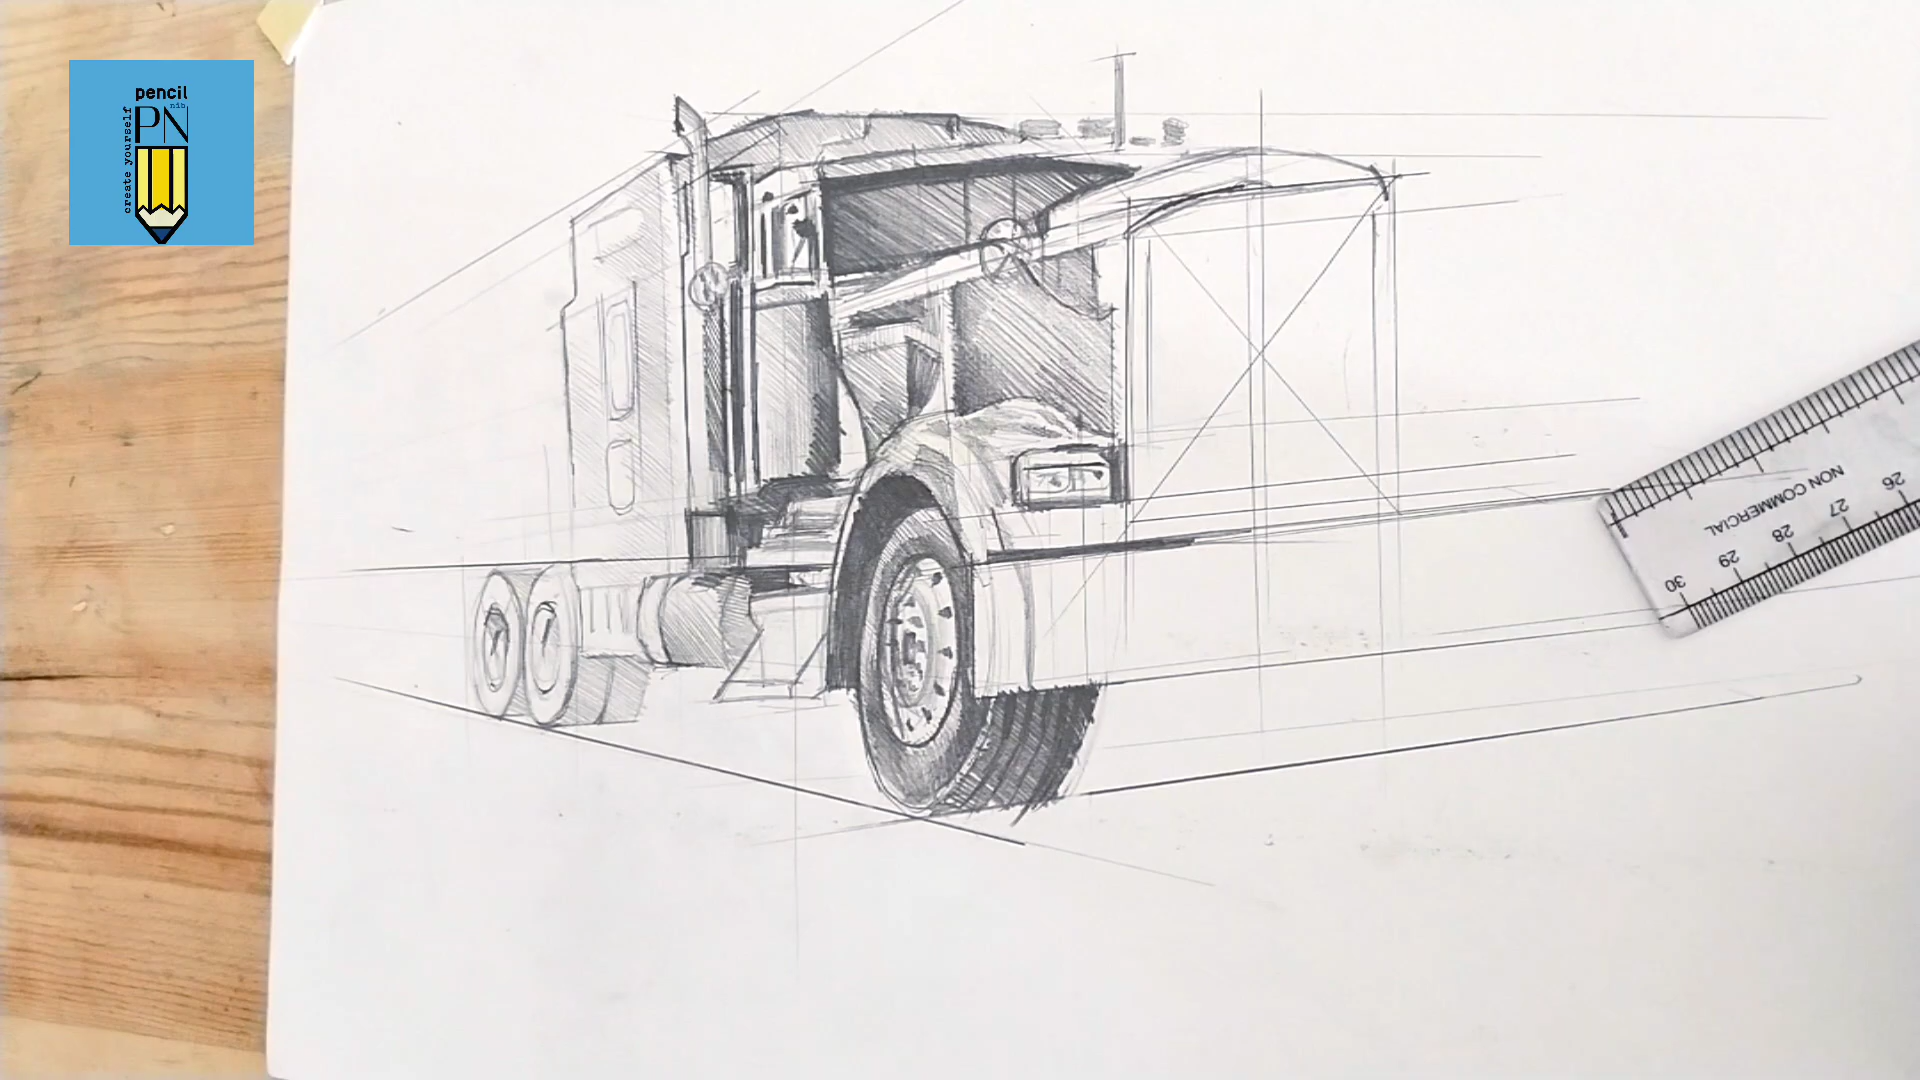 pencil
nib
PN
create yourself
NON COMMERCIAL
26
27
28
29
30